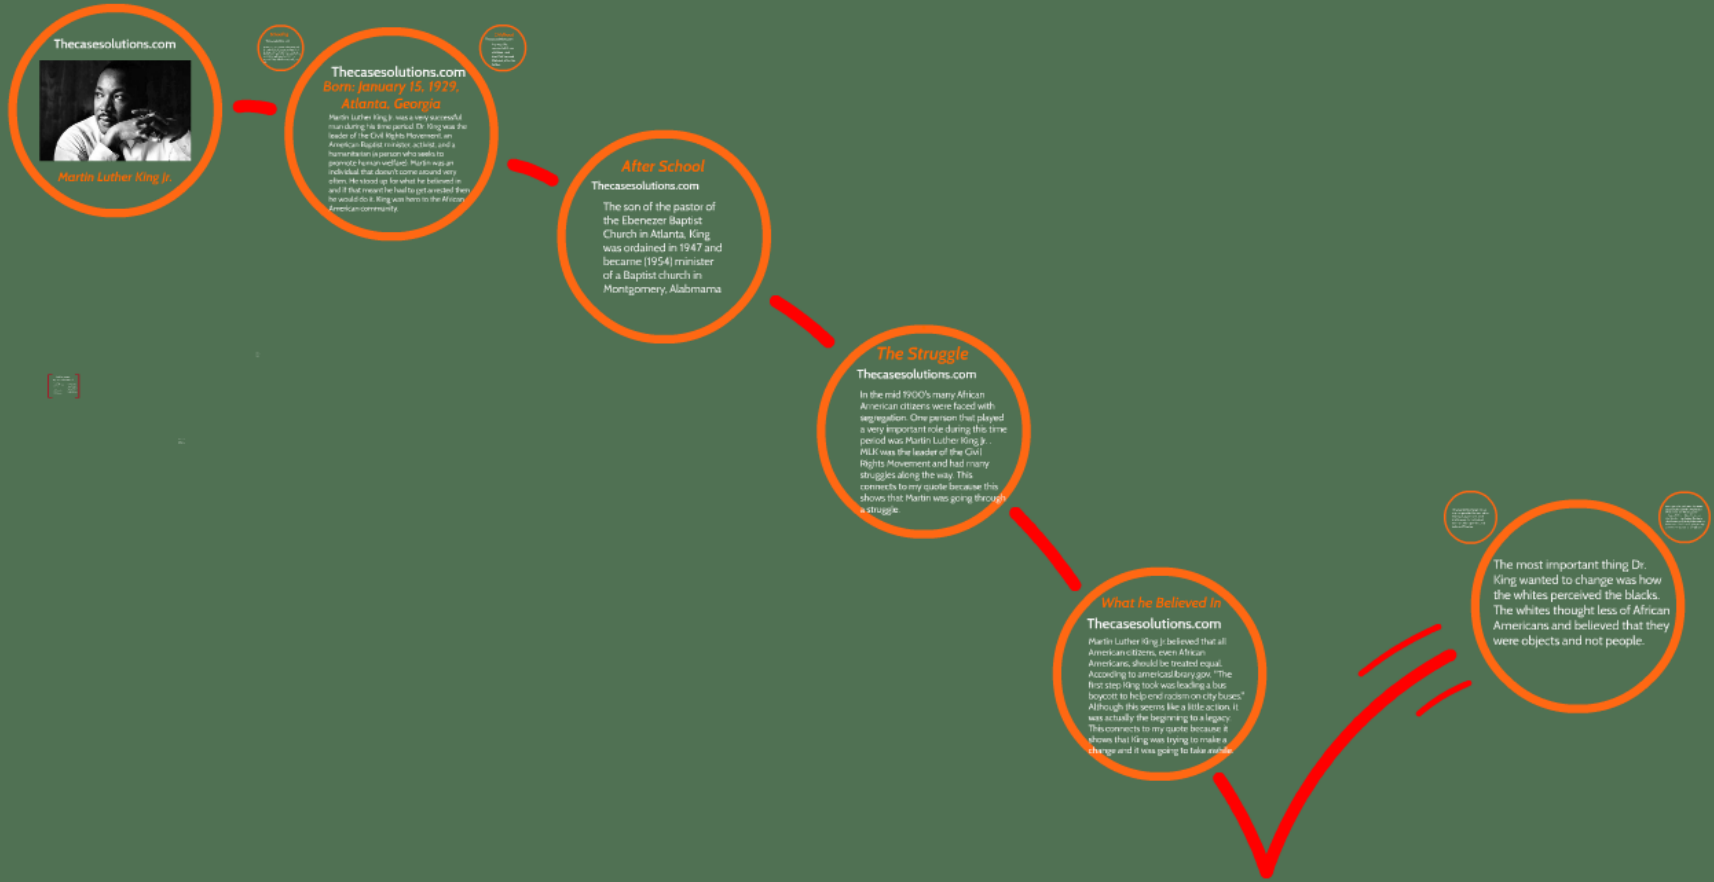 Thecasesolutions.com
Martin Luther King Jr.
Thecasesolutions.com
Born: January 15, 1929,
Atlanta, Georgia
Martin Luther King Jr. was a very successful
man during his time period. Dr. King was the
leader of the Civil Rights Movement, an
American Baptist minister, activist, and a
humanitarian (a person who seeks to
promote human welfare). Martin was an
individual that doesn't come around very
often. He stood up for what he believed in
and if that meant he had to get arrested then
he would do it. King was hero to the African
American community.
After School
Thecasesolutions.com
The son of the pastor of
the Ebenezer Baptist
Church in Atlanta, King
was ordained in 1947 and
became (1954) minister
of a Baptist church in
Montgomery, Alabmama
The Struggle
Thecasesolutions.com
In the mid 1900's many African
American citizens were faced with
segregation. One person that played
a very important role during this time
period was Martin Luther King Jr. .
MLK was the leader of the Civil
Rights Movement and had many
struggles along the way. This
connects to my quote because this
shows that Martin was going through
a struggle.
What he Believed In
Thecasesolutions.com
Martin Luther King Jr believed that all
American citizens, even African
Americans, should be treated equal.
According to americaslibrary.gov, "The
first step King took was leading a bus
boycott to help end racism on city buses."
Although this seems like a little action, it
was actually the beginning to a legacy.
This connects to my quote because it
shows that King was trying to make a
change and it was going to take awhile.
The most important thing Dr.
King wanted to change was how
the whites perceived the blacks.
The whites thought less of African
Americans and believed that they
were objects and not people.